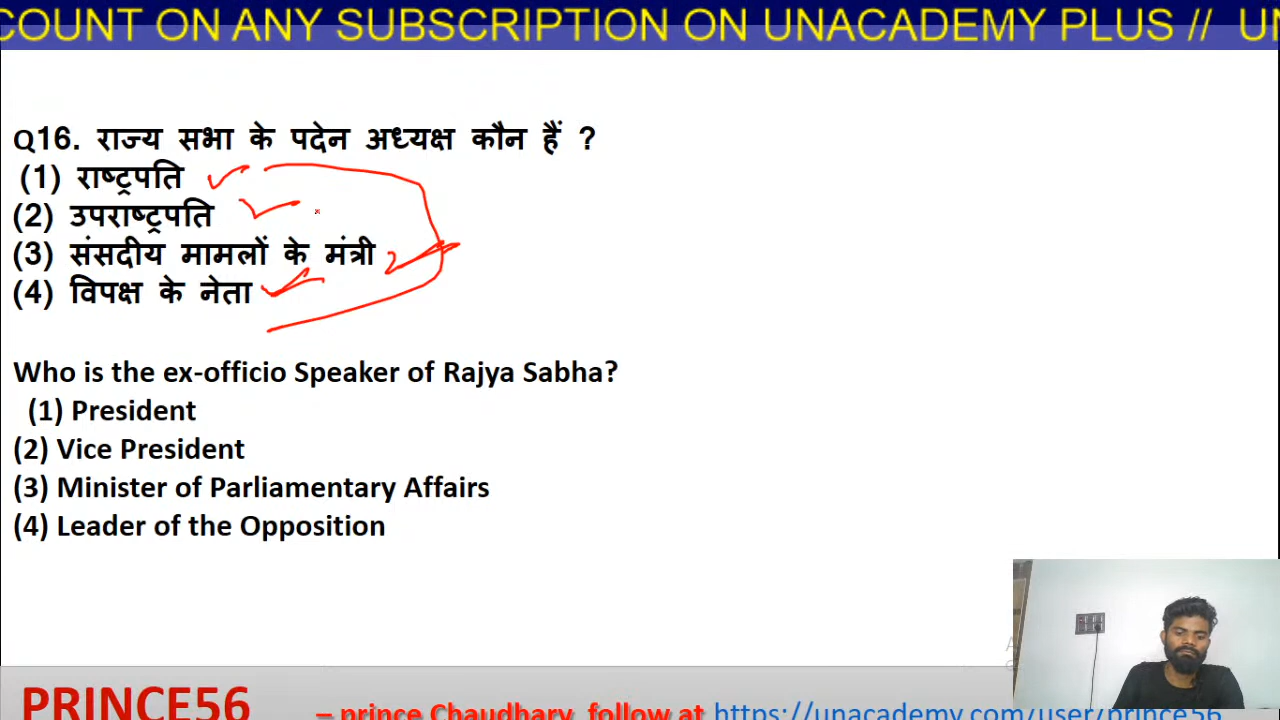 COUNT ON ANY SUBSCRIPTION ON UNACADEMY PLUS // UN
Q16. राज्य सभा के पदेन अध्यक्ष कौन हैं ?
(1) राष्ट्रपति
(2) उपराष्ट्रपति
(3) संसदीय मामलों के मंत्री
(4) विपक्ष के नेता
Who is the ex-officio Speaker of Rajya Sabha?
(1) President
(2) Vice President
(3) Minister of Parliamentary Affairs
(4) Leader of the Opposition
PRINCE56 – prince Chaudhary follow at https://unacademy.com/user/prince56